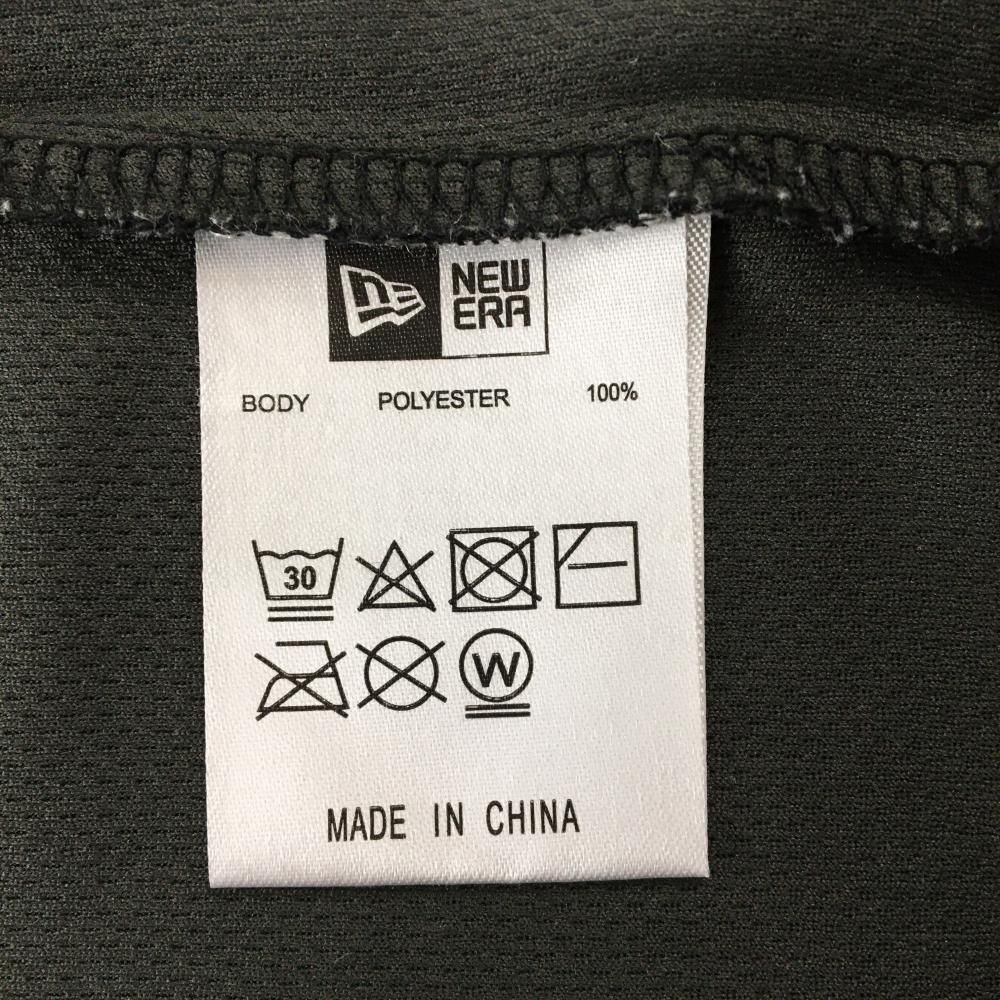 NEW
ERA
BODY POLYESTER 100%
30
W
MADE IN CHINA